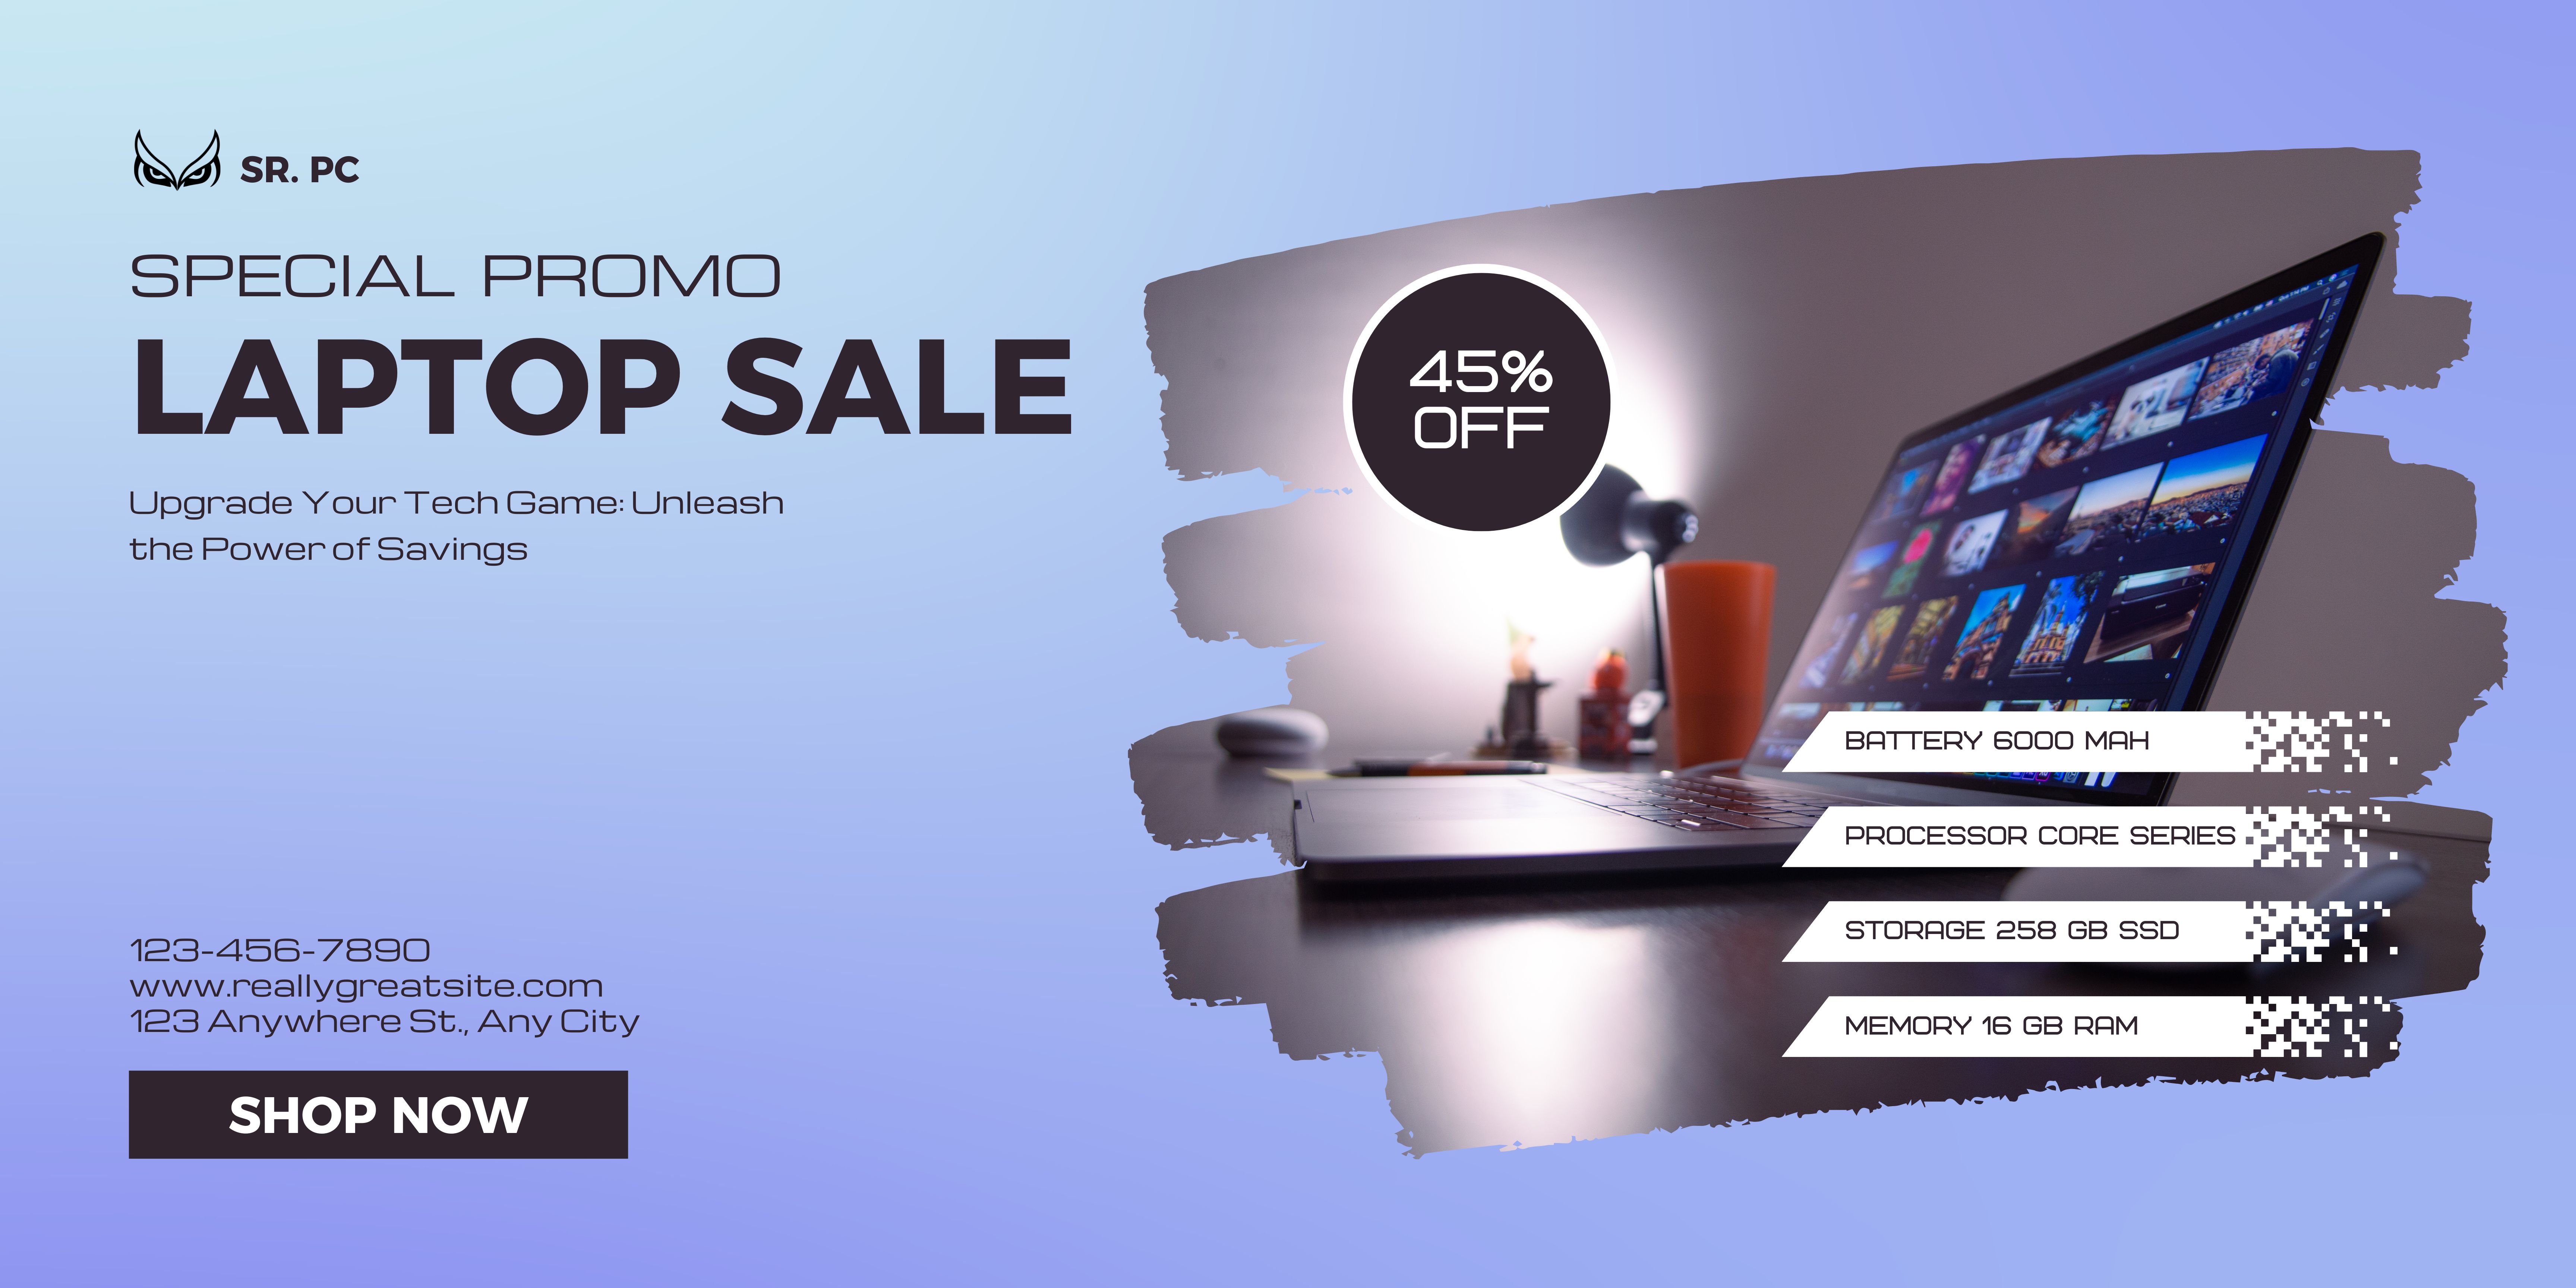 SR. PC
SPECIAL PROMO
LAPTOP SALE
Upgrade Your Tech Game: Unleash
the Power of Savings
45%
OFF
BATTERY 6000 MAH
PROCESSOR CORE SERIES
STORAGE 258 GB SSD
MEMORY 16 GB RAM
123-456-7890
www.reallygreatsite.com
123 Anywhere St., Any City
SHOP NOW